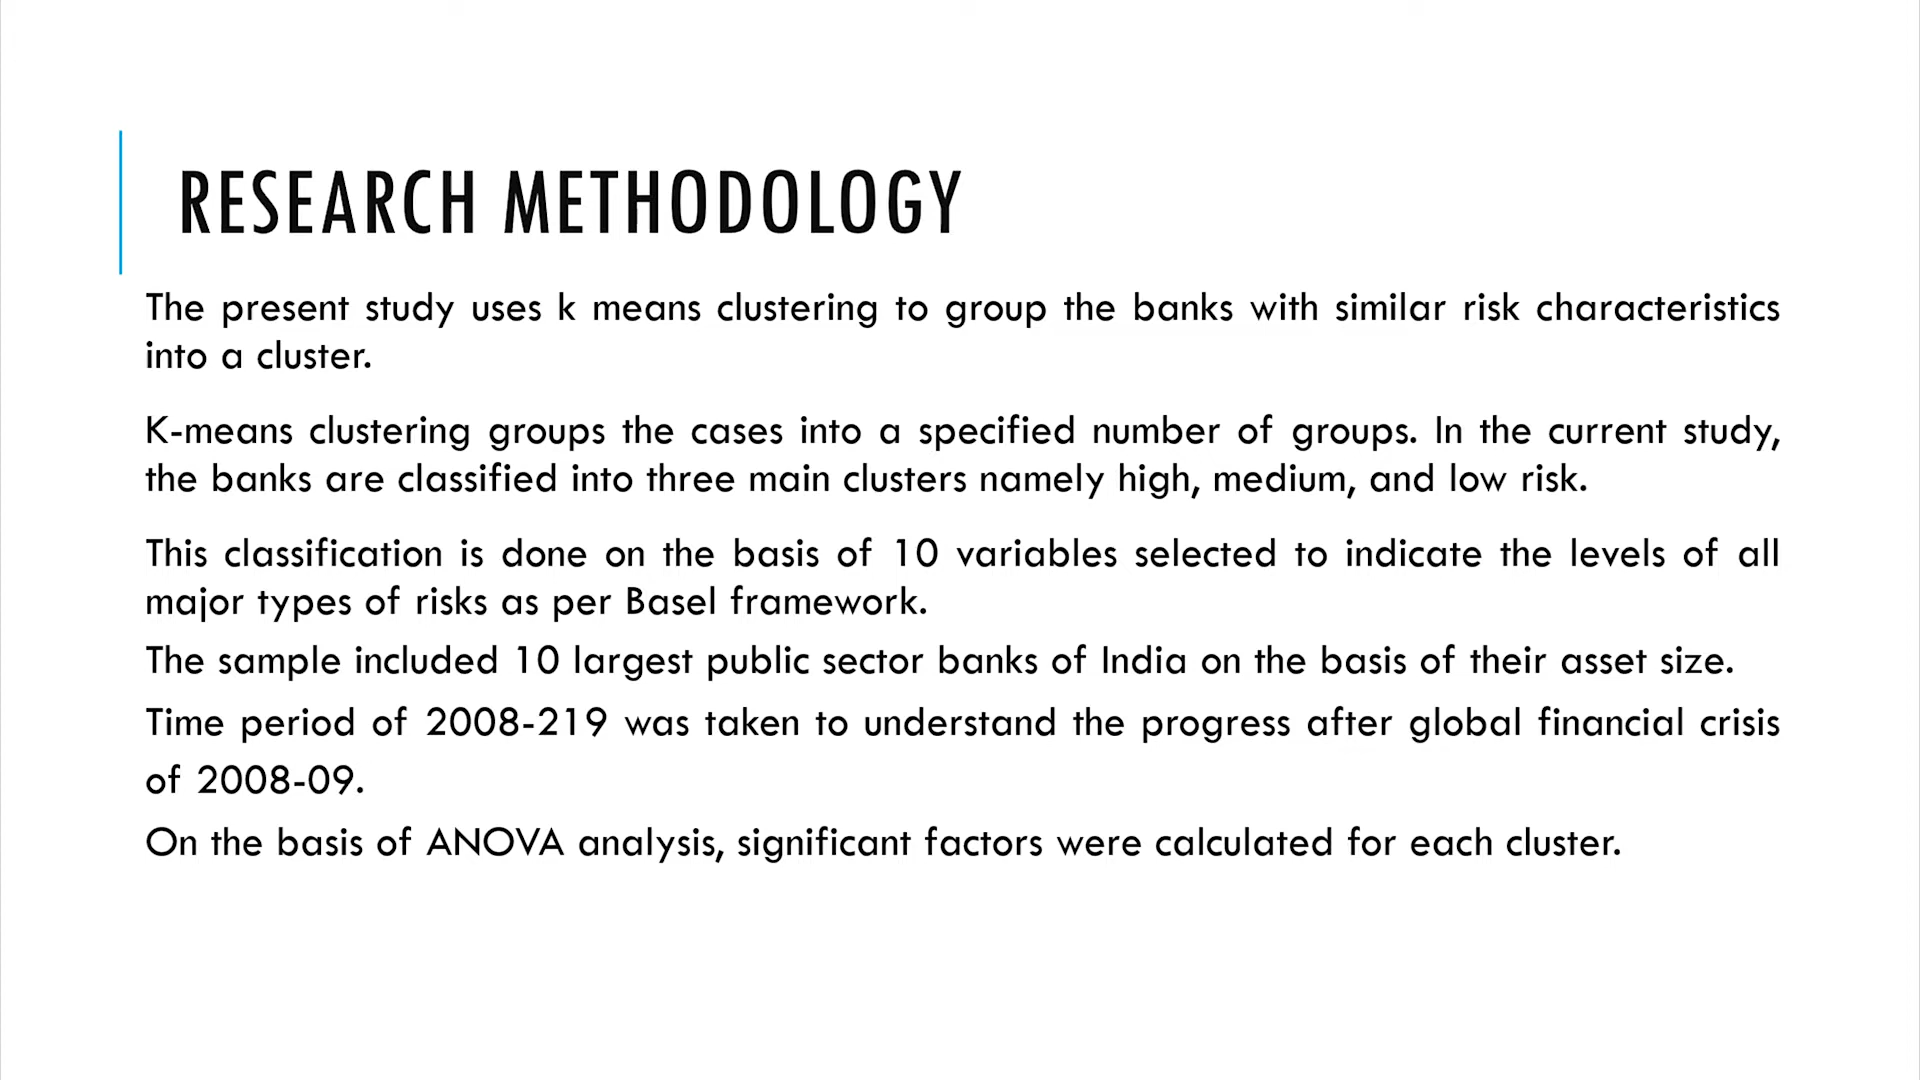 RESEARCH METHODOLOGY
The present study uses k means clustering to group the banks with similar risk characteristics
into a cluster.
K-means clustering groups the cases into a specified number of groups. In the current study,
the banks are classified into three main clusters namely high, medium, and low risk.
This classification is done on the basis of 10 variables selected to indicate the levels of all
major types of risks as per Basel framework.
The sample included 10 largest public sector banks of India on the basis of their asset size.
Time period of 2008-219 was taken to understand the progress after global financial crisis
of 2008-09.
On the basis of ANOVA analysis, significant factors were calculated for each cluster.